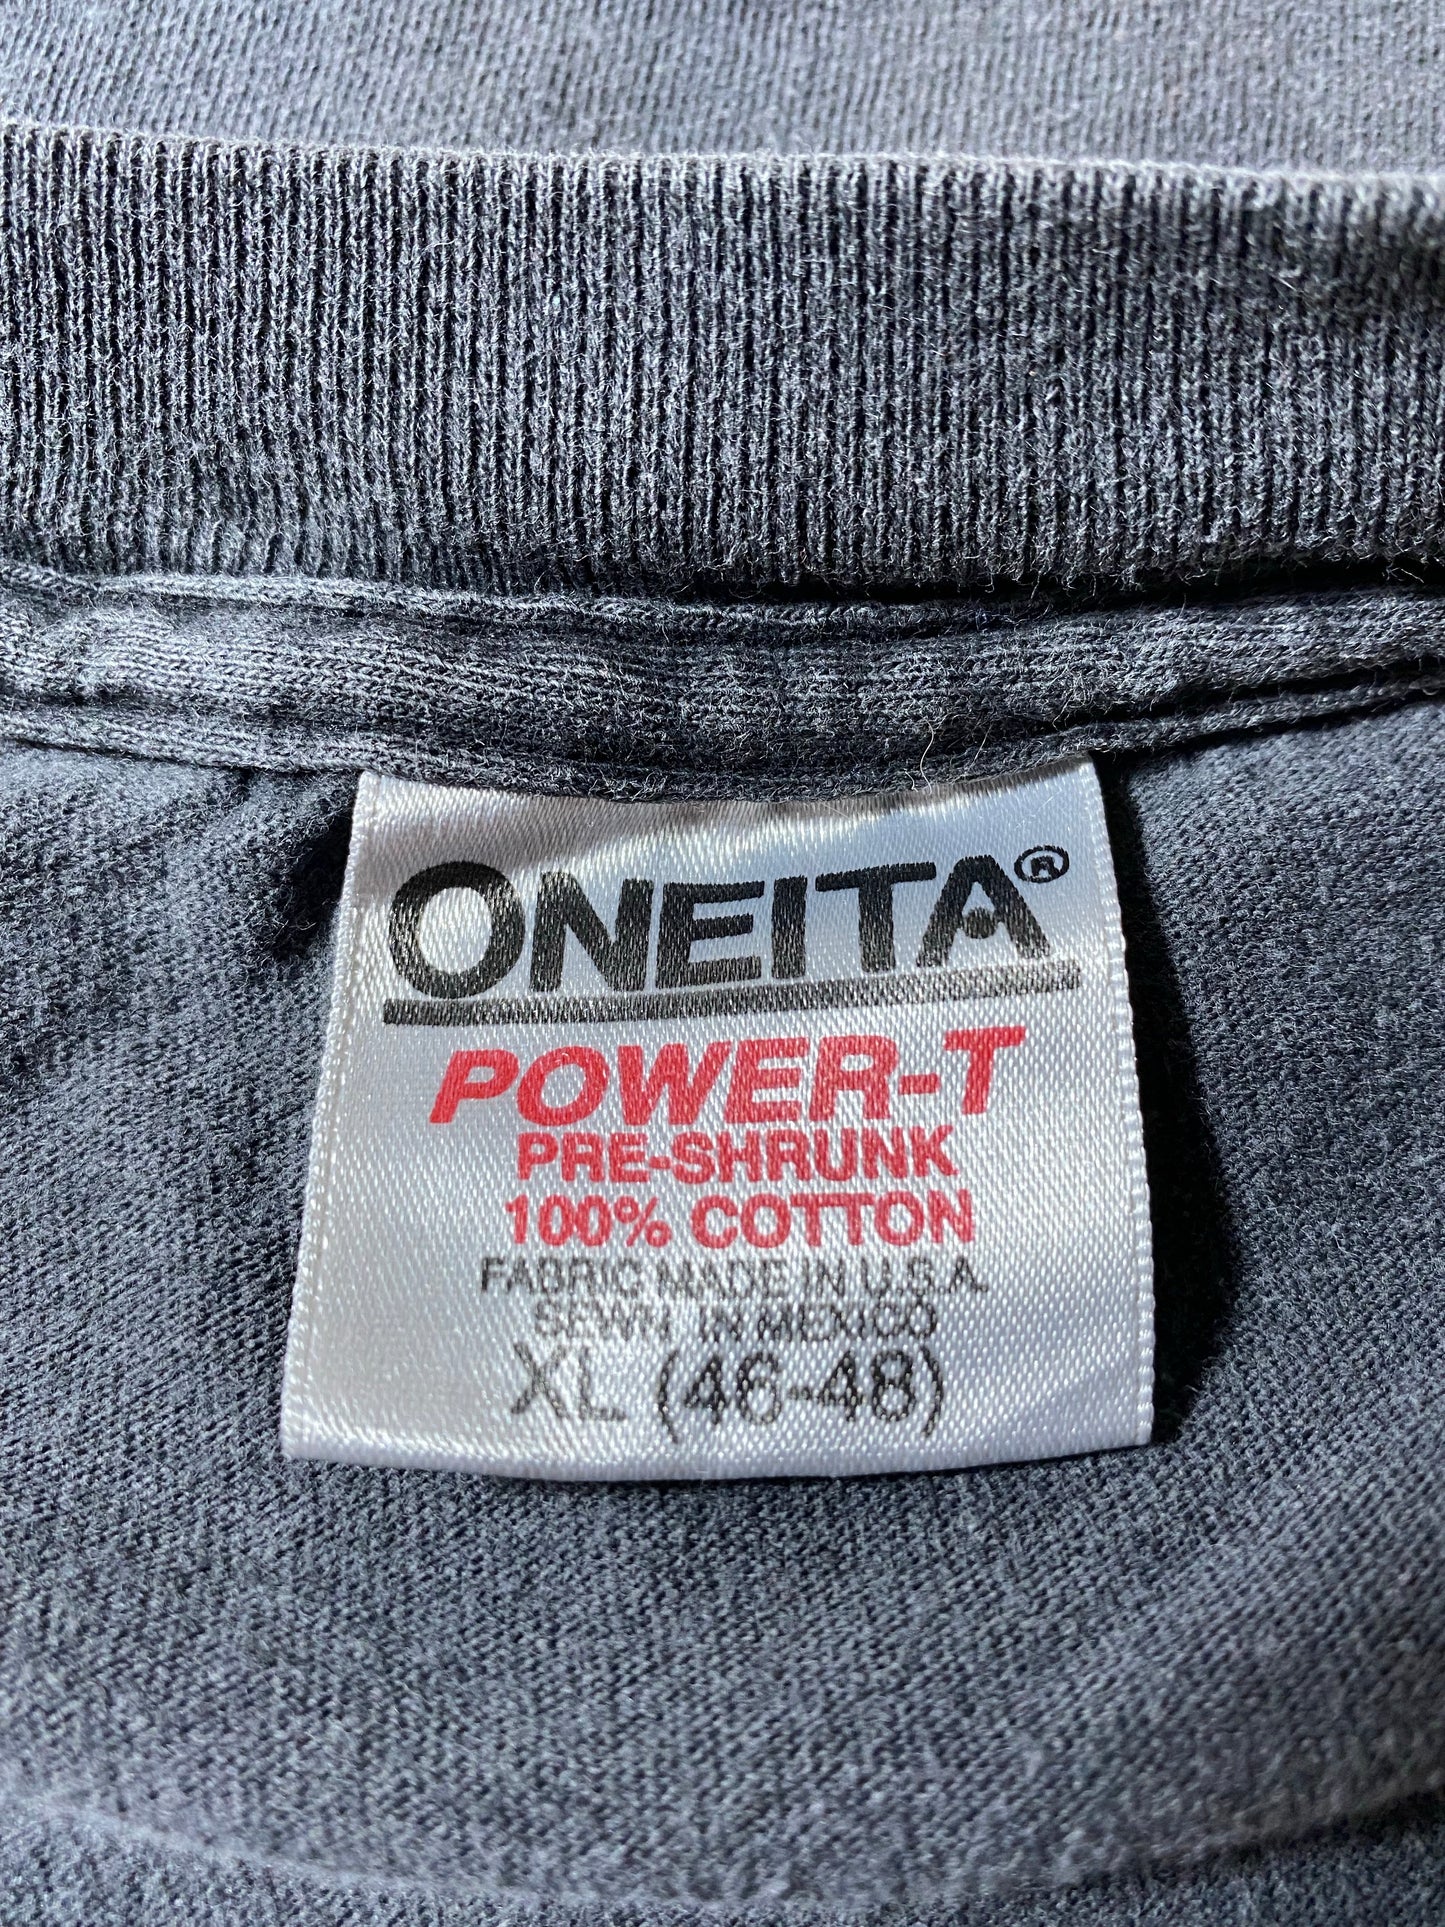 ONEITA®
POWER-T
PRE-SHRUNK
100% COTTON
FABRIC MADE IN U.S.A.
SEWN IN MEXICO
XL (46-48)